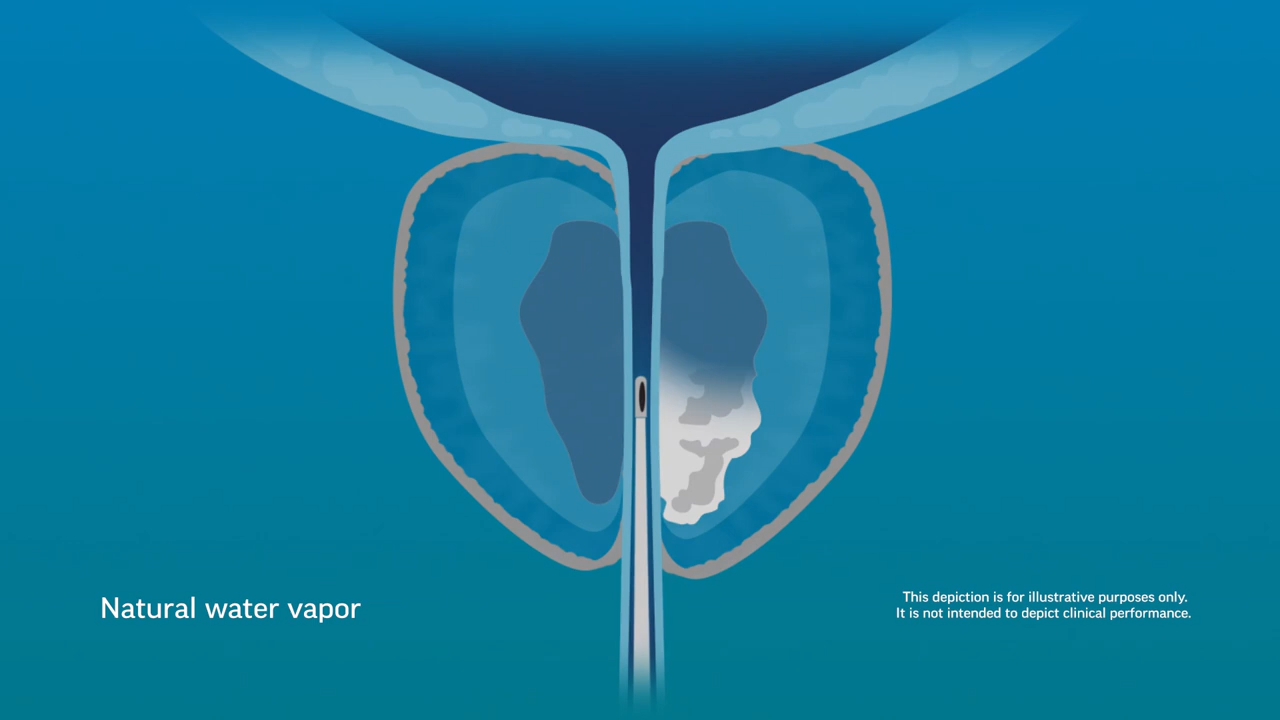 Natural water vapor
This depiction is for illustrative purposes only.
It is not intended to depict clinical performance.